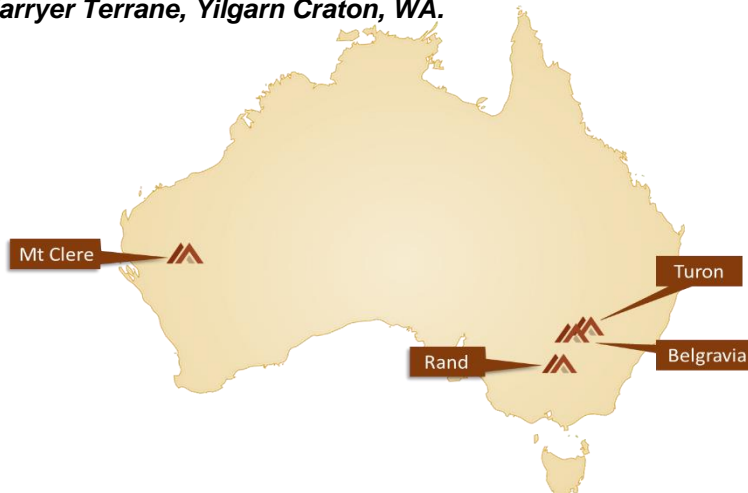 arryer Terrane, Yilgarn Craton, WA.
Mt Clere
Turon
Belgravia
Rand